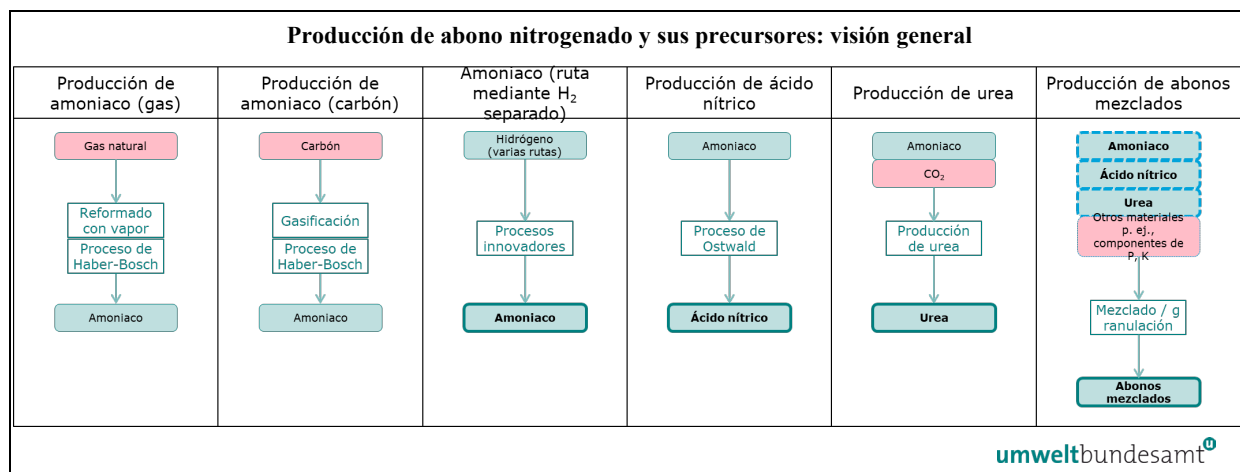 Producción de abono nitrogenado y sus precursores: visión general
Producción de
amoniaco (gas)
Gas natural
Reformado
con vapor
Proceso de
Haber-Bosch
Amoniaco
Producción de
amoniaco (carbón)
Carbón
Gasificación
Proceso de
Haber-Bosch
Amoniaco
Amoniaco (ruta
mediante H₂
separado)
Hidrógeno
(varias rutas)
Procesos
innovadores
Amoniaco
Producción de ácido
nítrico
Amoniaco
Proceso de
Ostwald
Ácido nítrico
Producción de urea
Amoniaco
CO₂
Producción
de urea
Urea
Producción de abonos
mezclados
Amoniaco
Ácido nítrico
Urea
Otros materiales
p. ej.,
componentes de
P, K
Mezclado / g
ranulación
Abonos
mezclados
umweltbundesamt u